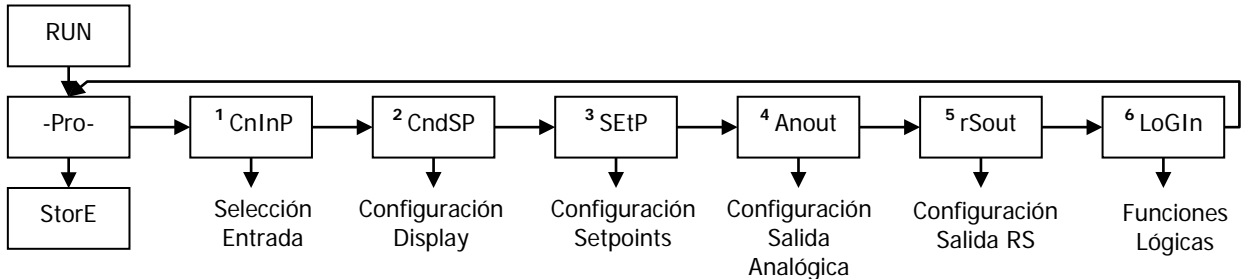 RUN
-Pro-
1 CnInP
2 CndSP
3 SEtP
4 Anout
5 rSout
6 LoGIn
StorE
Selección
Entrada
Configuración
Display
Configuración
Setpoints
Configuración
Salida
Analógica
Configuración
Salida RS
Funciones
Lógicas